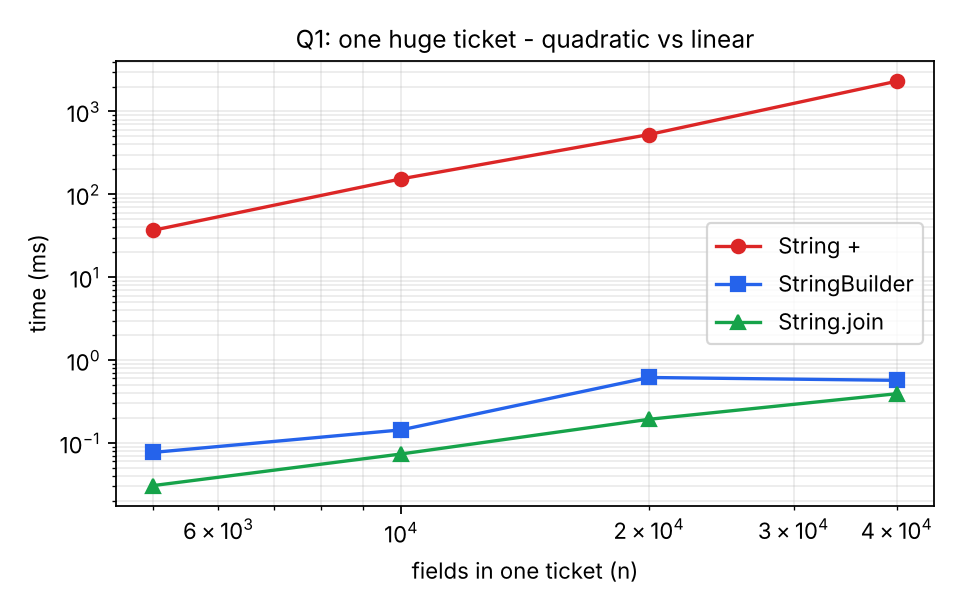 Q1: one huge ticket - quadratic vs linear
time (ms)
10³
10²
10¹
10⁰
10⁻¹
String +
StringBuilder
String.join
6 × 10³
10⁴
2 × 10⁴
3 × 10⁴
4 × 10⁴
fields in one ticket (n)